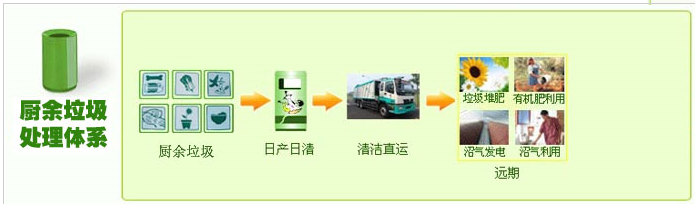 厨余垃圾
处理体系
厨余垃圾
日产日清
清洁直运
垃圾堆肥
有机肥利用
沼气发电
沼气利用
远期